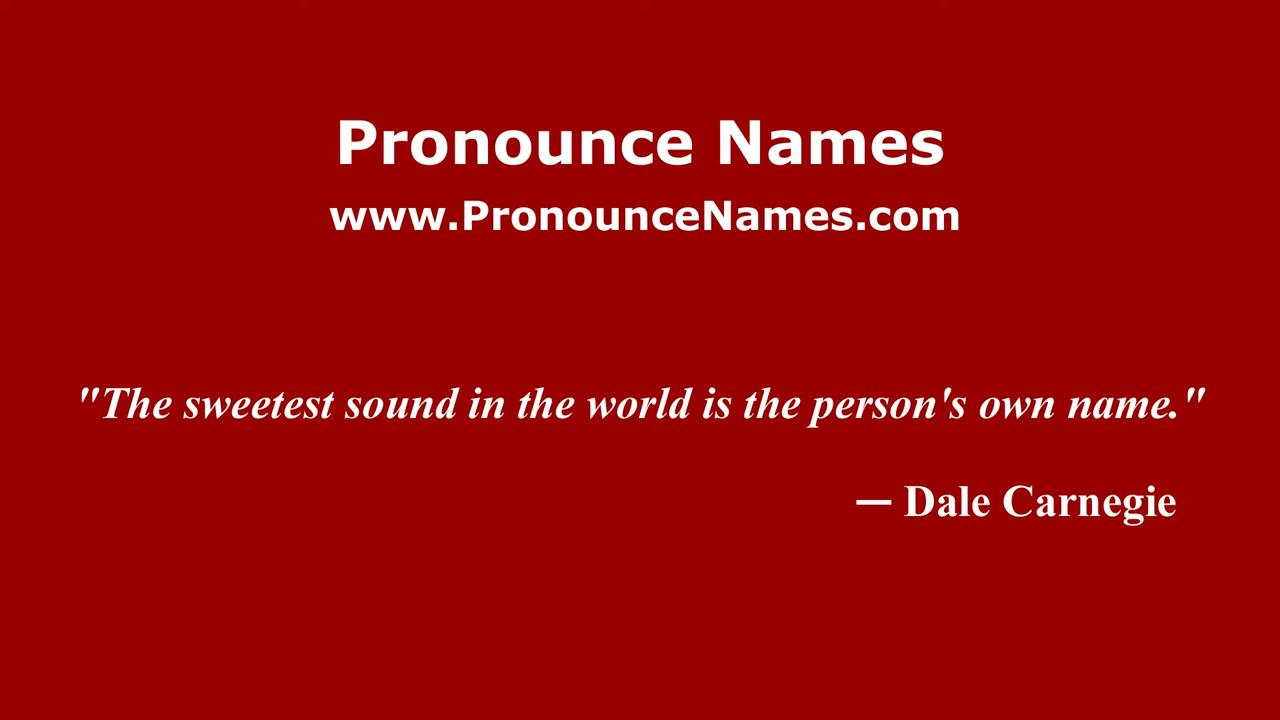 Pronounce Names
www.PronounceNames.com
"The sweetest sound in the world is the person's own name."
— Dale Carnegie